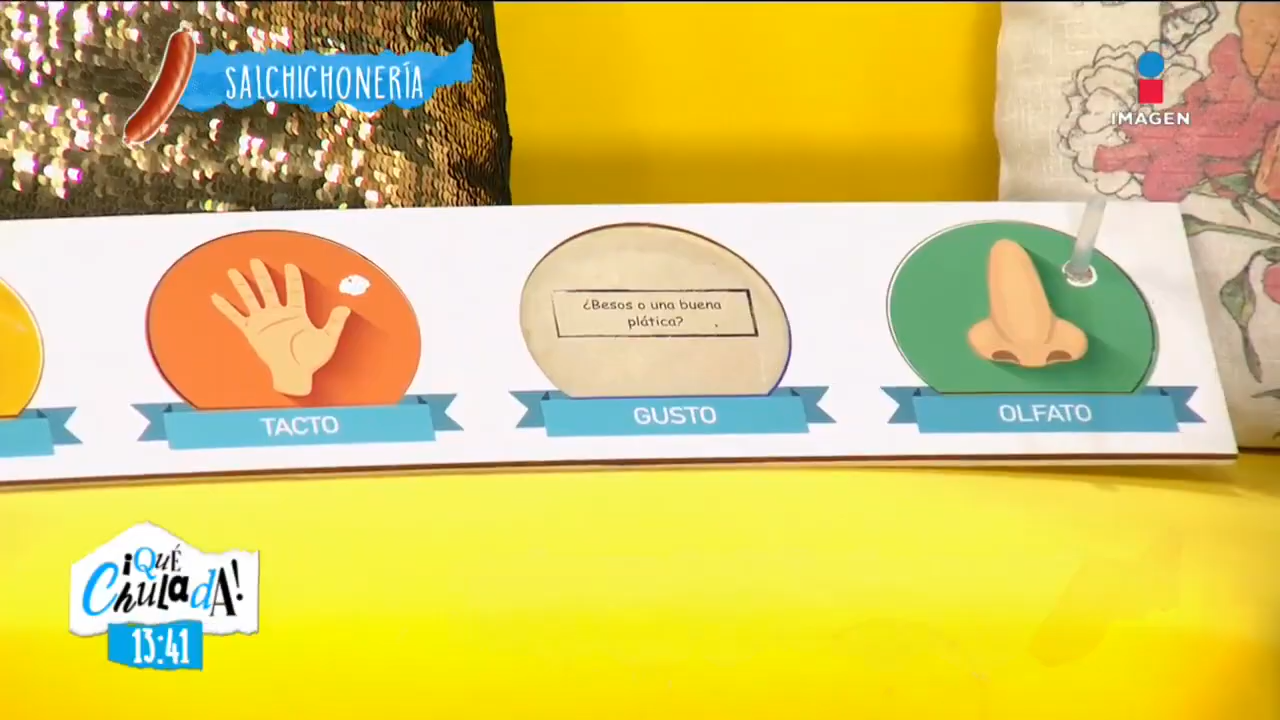 SALCHICHONERÍA
IMAGEN
¿Besos o una buena
plática?
TACTO
GUSTO
OLFATO
¡QUÉ
CHULADA!
13:41